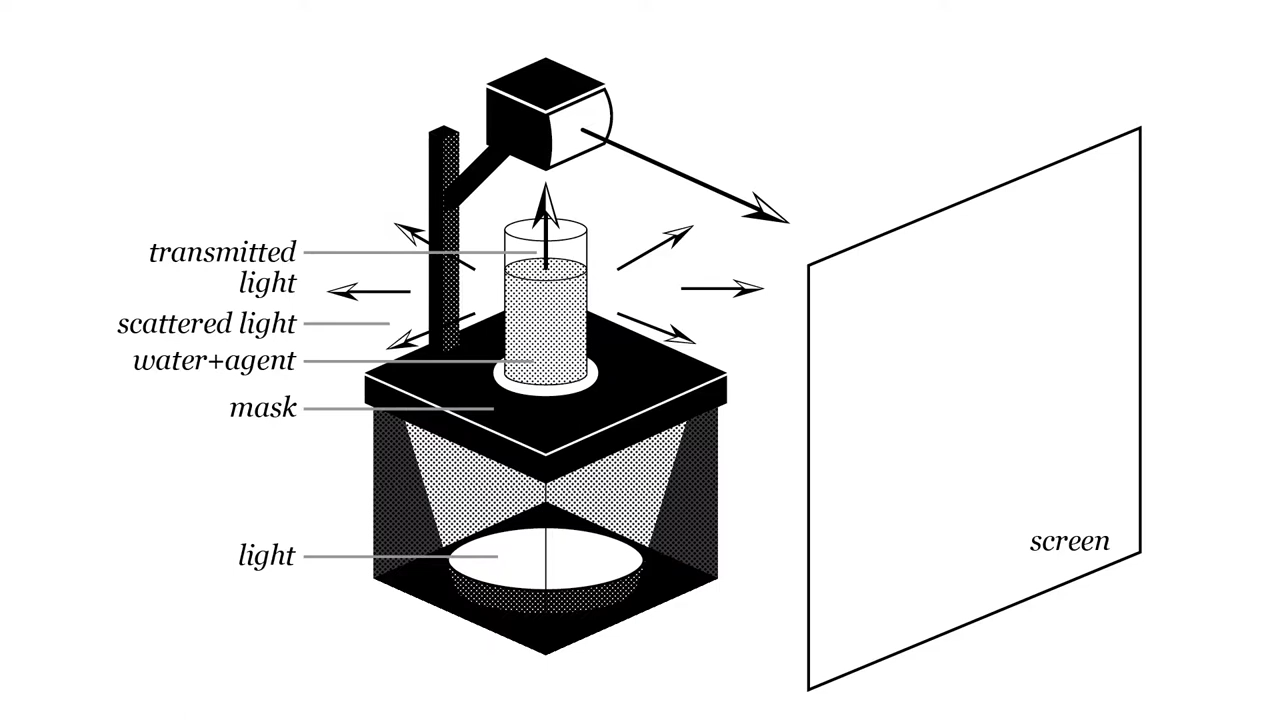 transmitted
light
scattered light
water+agent
mask
light
screen